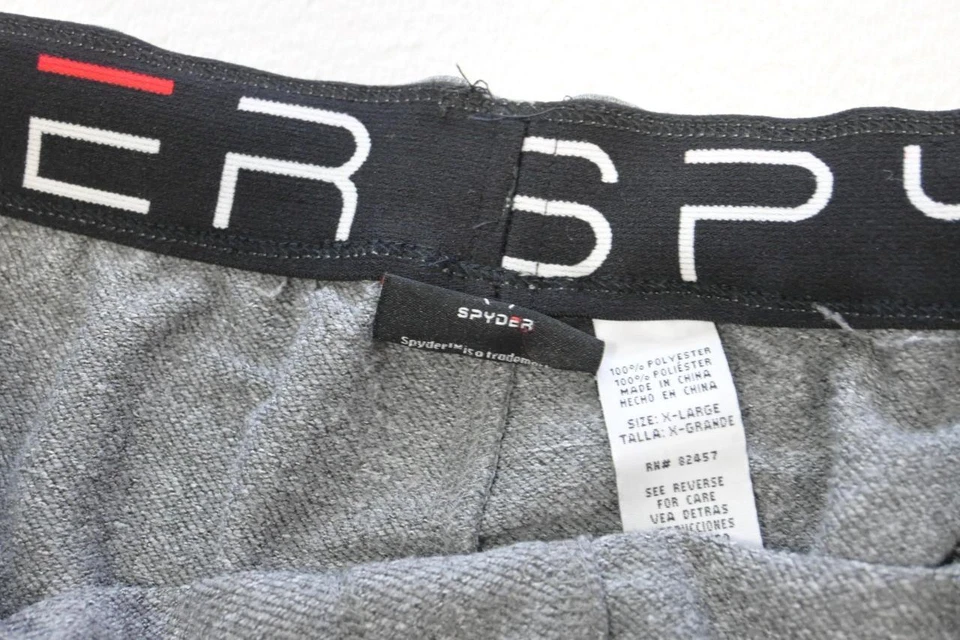 ER SPY
SPYDER
Spyder™ is a tradem
100% POLYESTER
100% POLIÉSTER
MADE IN CHINA
HECHO EN CHINA
SIZE: X-LARGE
TALLA: X-GRANDE
RN# 82457
SEE REVERSE
FOR CARE
VEA DETRAS